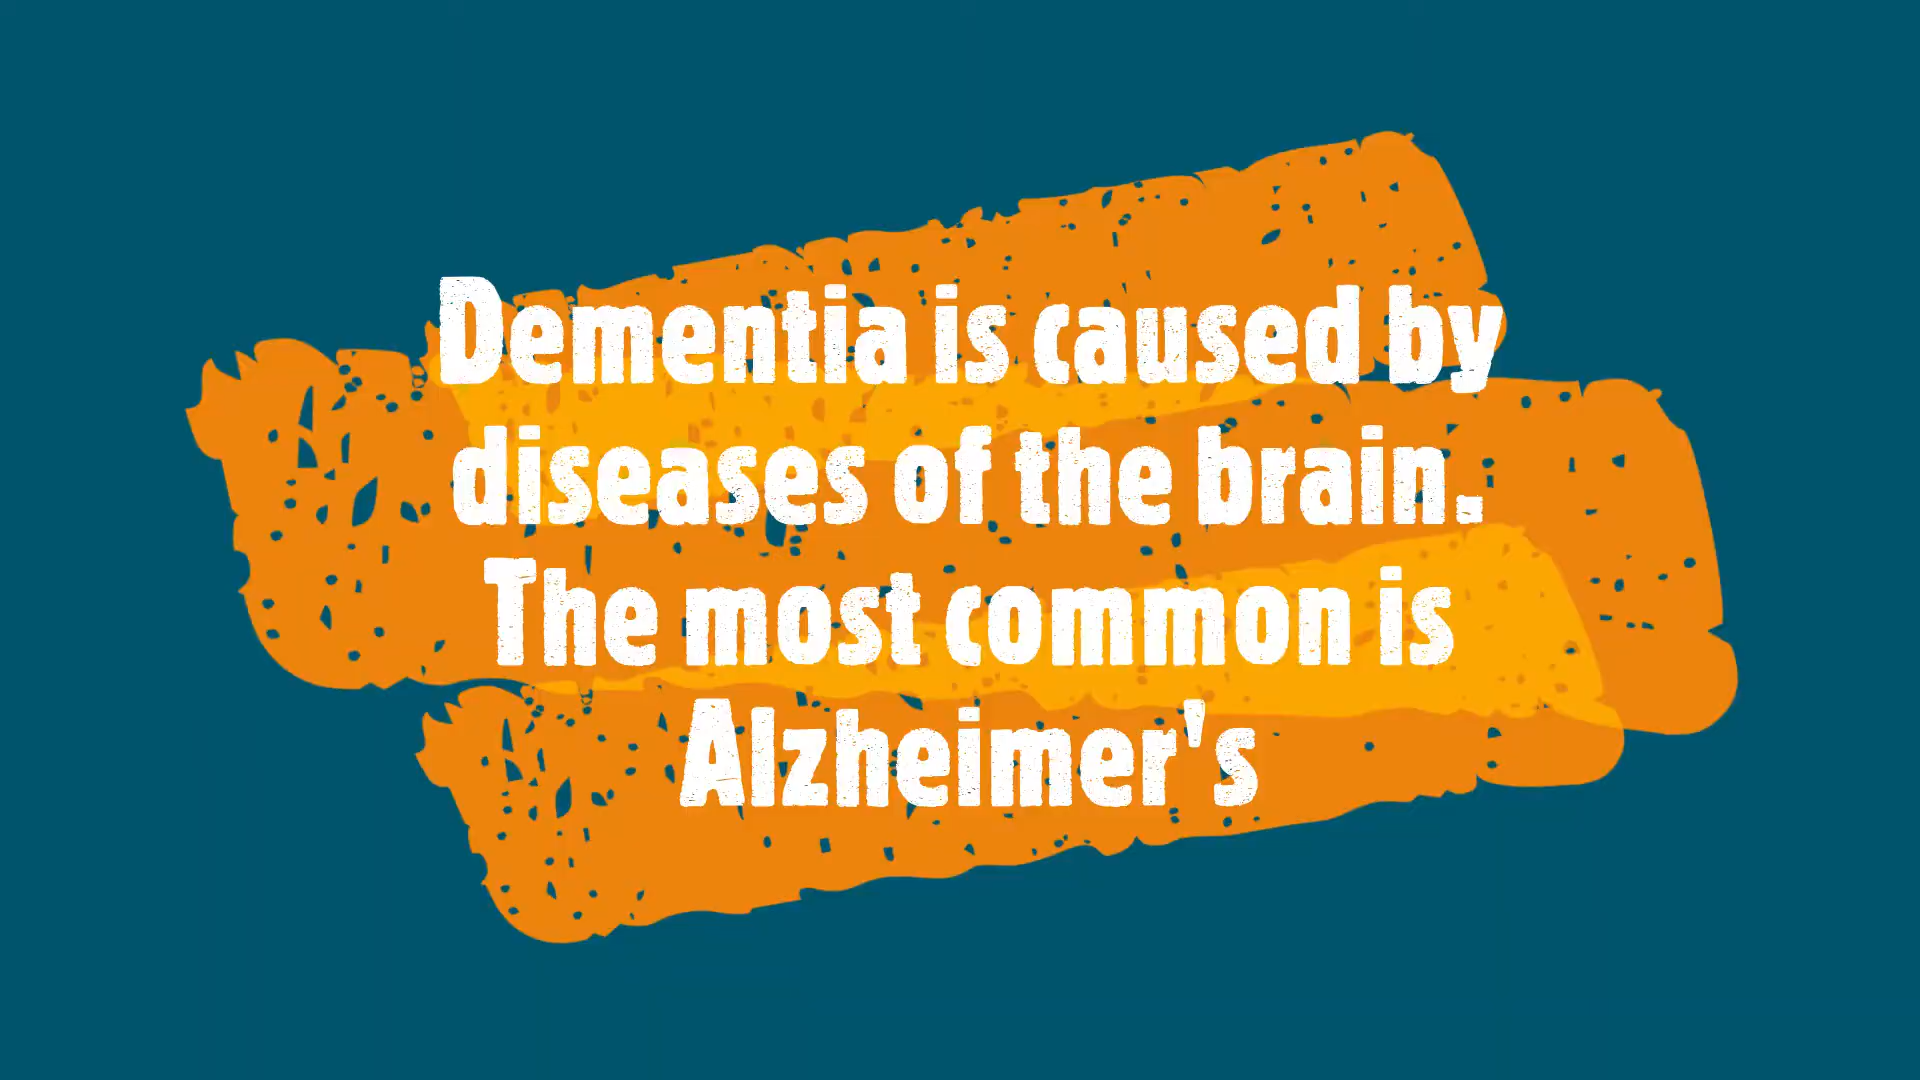 Dementia is caused by
diseases of the brain.
The most common is
Alzheimer's